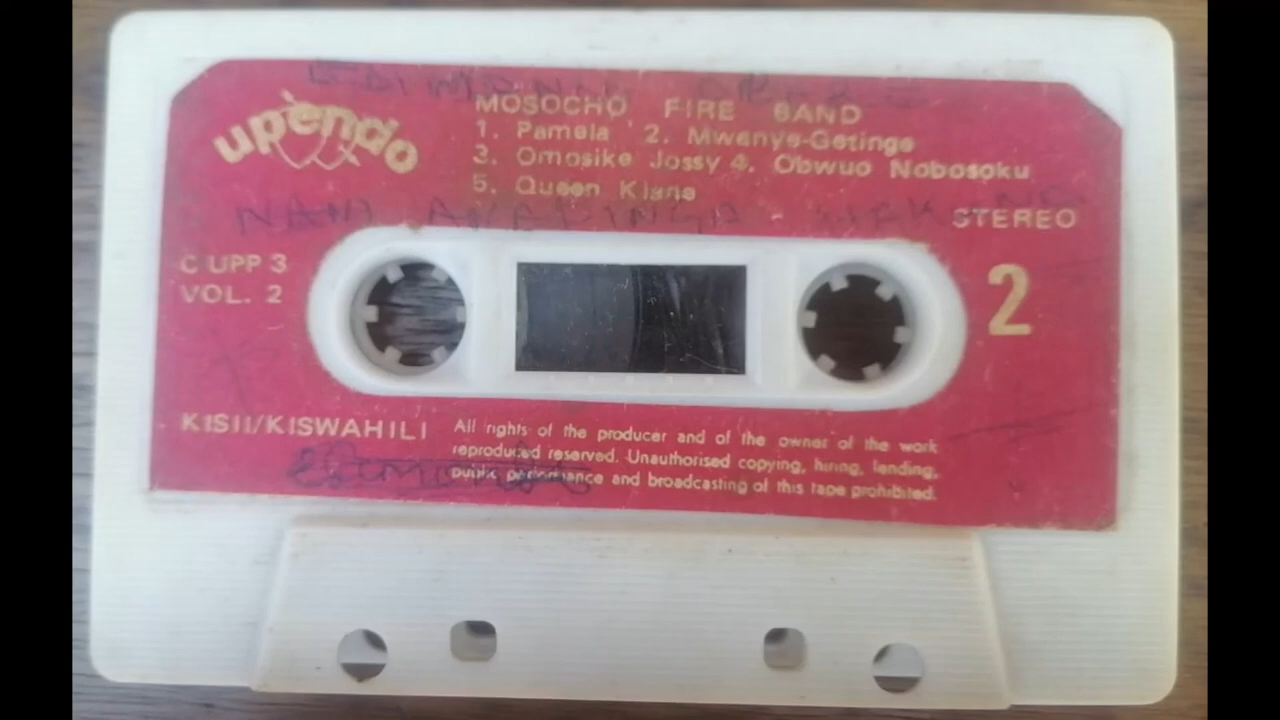 upendo
MOSOCHO FIRE BAND
1. Pamela 2. Mwanye-Getinge
3. Omosike Jossy 4. Obwuo Nobosoku
5. Queen Kiana
STEREO
C UPP 3
VOL. 2
2
KISII/KISWAHILI
All rights of the producer and of the owner of the work
reproduced reserved. Unauthorised copying, hiring, lending,
public performance and broadcasting of this tape prohibited.